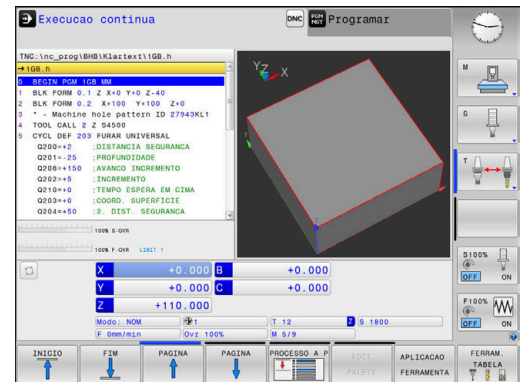 Execucao continua
DNC
PGM MGT
Programar
TNC:\nc_prog\BHB\Klartext\1GB.h
→1GB.h
0 BEGIN PGM 1GB MM
1 BLK FORM 0.1 Z X+0 Y+0 Z-40
2 BLK FORM 0.2 X+100 Y+100 Z+0
3 * - Machine hole pattern ID 27943KL1
4 TOOL CALL 2 Z S4500
5 CYCL DEF 203 FURAR UNIVERSAL
Q200=+2 ;DISTANCIA SEGURANCA
Q201=-25 ;PROFUNDIDADE
Q206=+150 ;AVANCO INCREMENTO
Q202=+5 ;INCREMENTO
Q210=+0 ;TEMPO ESPERA EM CIMA
Q203=+0 ;COORD. SUPERFICIE
Q204=+50 ;2. DIST. SEGURANCA
Y Z X
100% S-OVR
100% F-OVR LIMIT 1
X +0.000 B +0.000
Y +0.000 C +0.000
Z +110.000
Modo: NOM 1 T 12 Z S 1800
F 0mm/min Ovr 100% M 5/9
M
S
T
S100%
OFF ON
F100%
OFF ON
INICIO
FIM
PAGINA
PAGINA
PROCESSO A P
EDIT PALETE
APLICACAO FERRAMENTA
FERRAM. TABELA